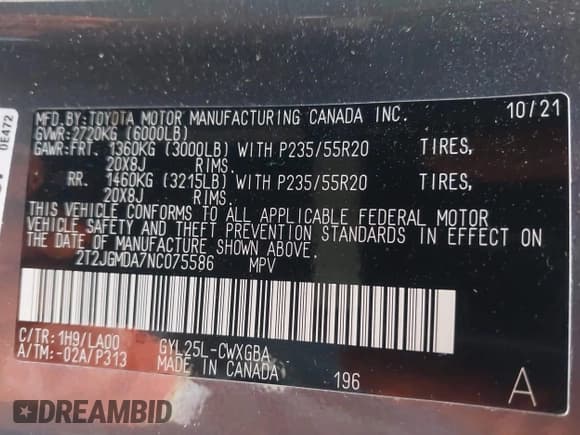 0E472
MFD.BY:TOYOTA MOTOR MANUFACTURING CANADA INC. 10/21
GVWR:2720KG (6000LB)
GAWR:FRT. 1360KG (3000LB) WITH P235/55R20 TIRES,
20X8J RIMS.
RR. 1460KG (3215LB) WITH P235/55R20 TIRES,
20X8J RIMS.
THIS VEHICLE CONFORMS TO ALL APPLICABLE FEDERAL MOTOR
VEHICLE SAFETY AND THEFT PREVENTION STANDARDS IN EFFECT ON
THE DATE OF MANUFACTURE SHOWN ABOVE.
2T2JGMDA7NC075586 MPV
C/TR:1H9/LA00 GYL25L-CWXGBA
A/TM:-02A/P313 MADE IN CANADA 196 A
DREAMBID